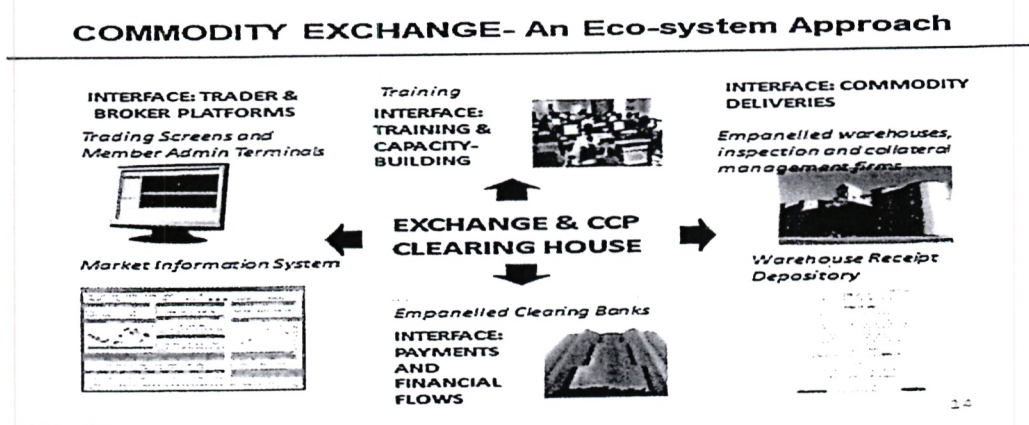 COMMODITY EXCHANGE- An Eco-system Approach
INTERFACE: TRADER &
BROKER PLATFORMS
Trading Screens and
Member Admin Terminals
Market Information System
Training
INTERFACE:
TRAINING &
CAPACITY-
BUILDING
EXCHANGE & CCP
CLEARING HOUSE
Empanelled Clearing Banks
INTERFACE:
PAYMENTS
AND
FINANCIAL
FLOWS
INTERFACE: COMMODITY
DELIVERIES
Empanelled warehouses,
inspection and collateral
management firms
Warehouse Receipt
Depository
14